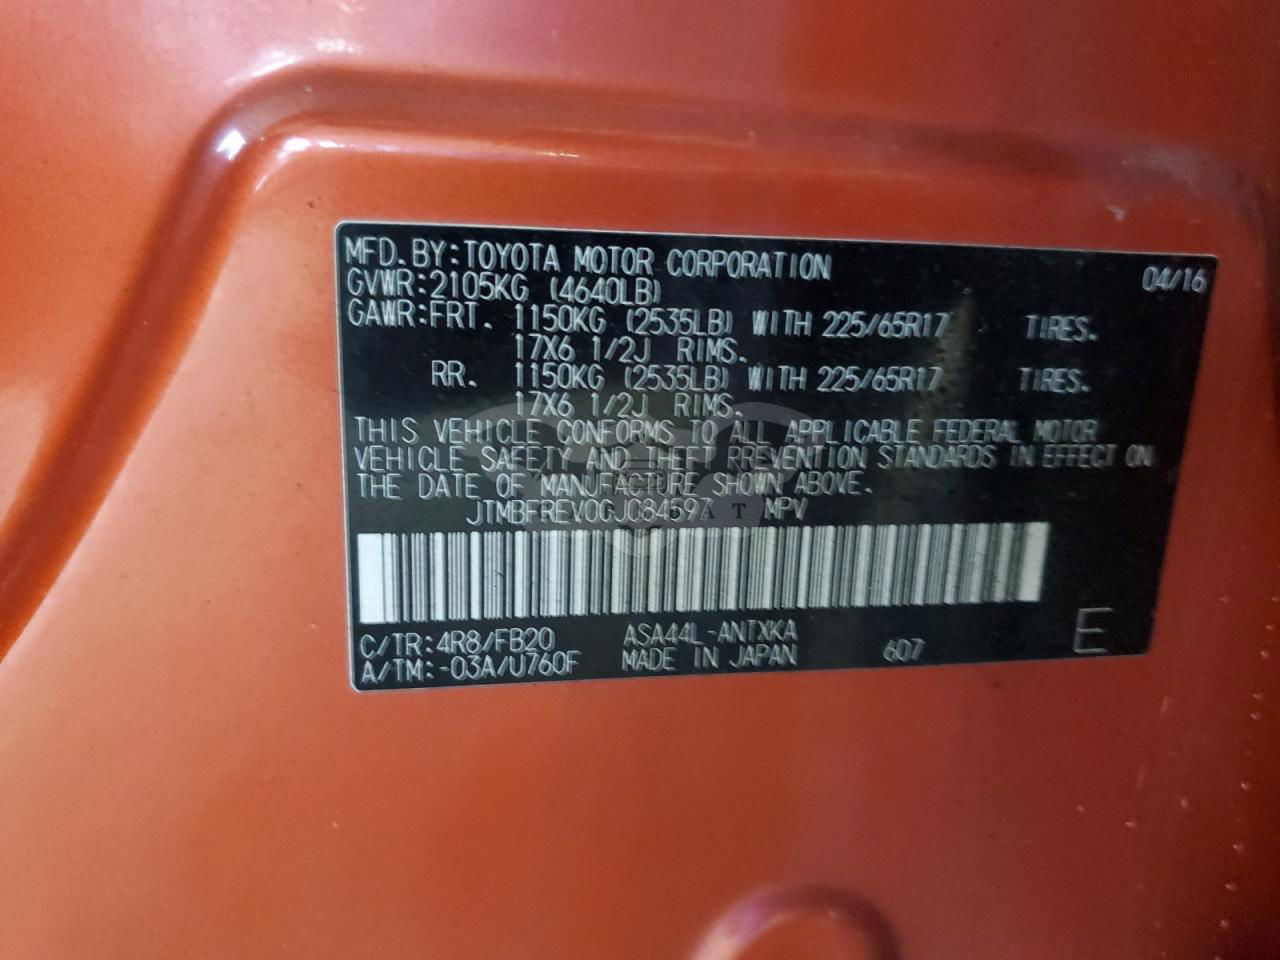 MFD. BY: TOYOTA MOTOR CORPORATION 04/16
GVWR: 2105KG (4640LB)
GAWR: FRT. 1150KG (2535LB) WITH 225/65R17 TIRES.
17X6 1/2J RIMS.
RR. 1150KG (2535LB) WITH 225/65R17 TIRES.
17X6 1/2J RIMS.
THIS VEHICLE CONFORMS TO ALL APPLICABLE FEDERAL MOTOR
VEHICLE SAFETY AND THEFT PREVENTION STANDARDS IN EFFECT ON
THE DATE OF MANUFACTURE SHOWN ABOVE.
JTMBFREV0GJ084597 MPV
C/TR: 4R8/FB20 ASA44L-ANTXKA 607 E
A/TM: -03A/U760F MADE IN JAPAN